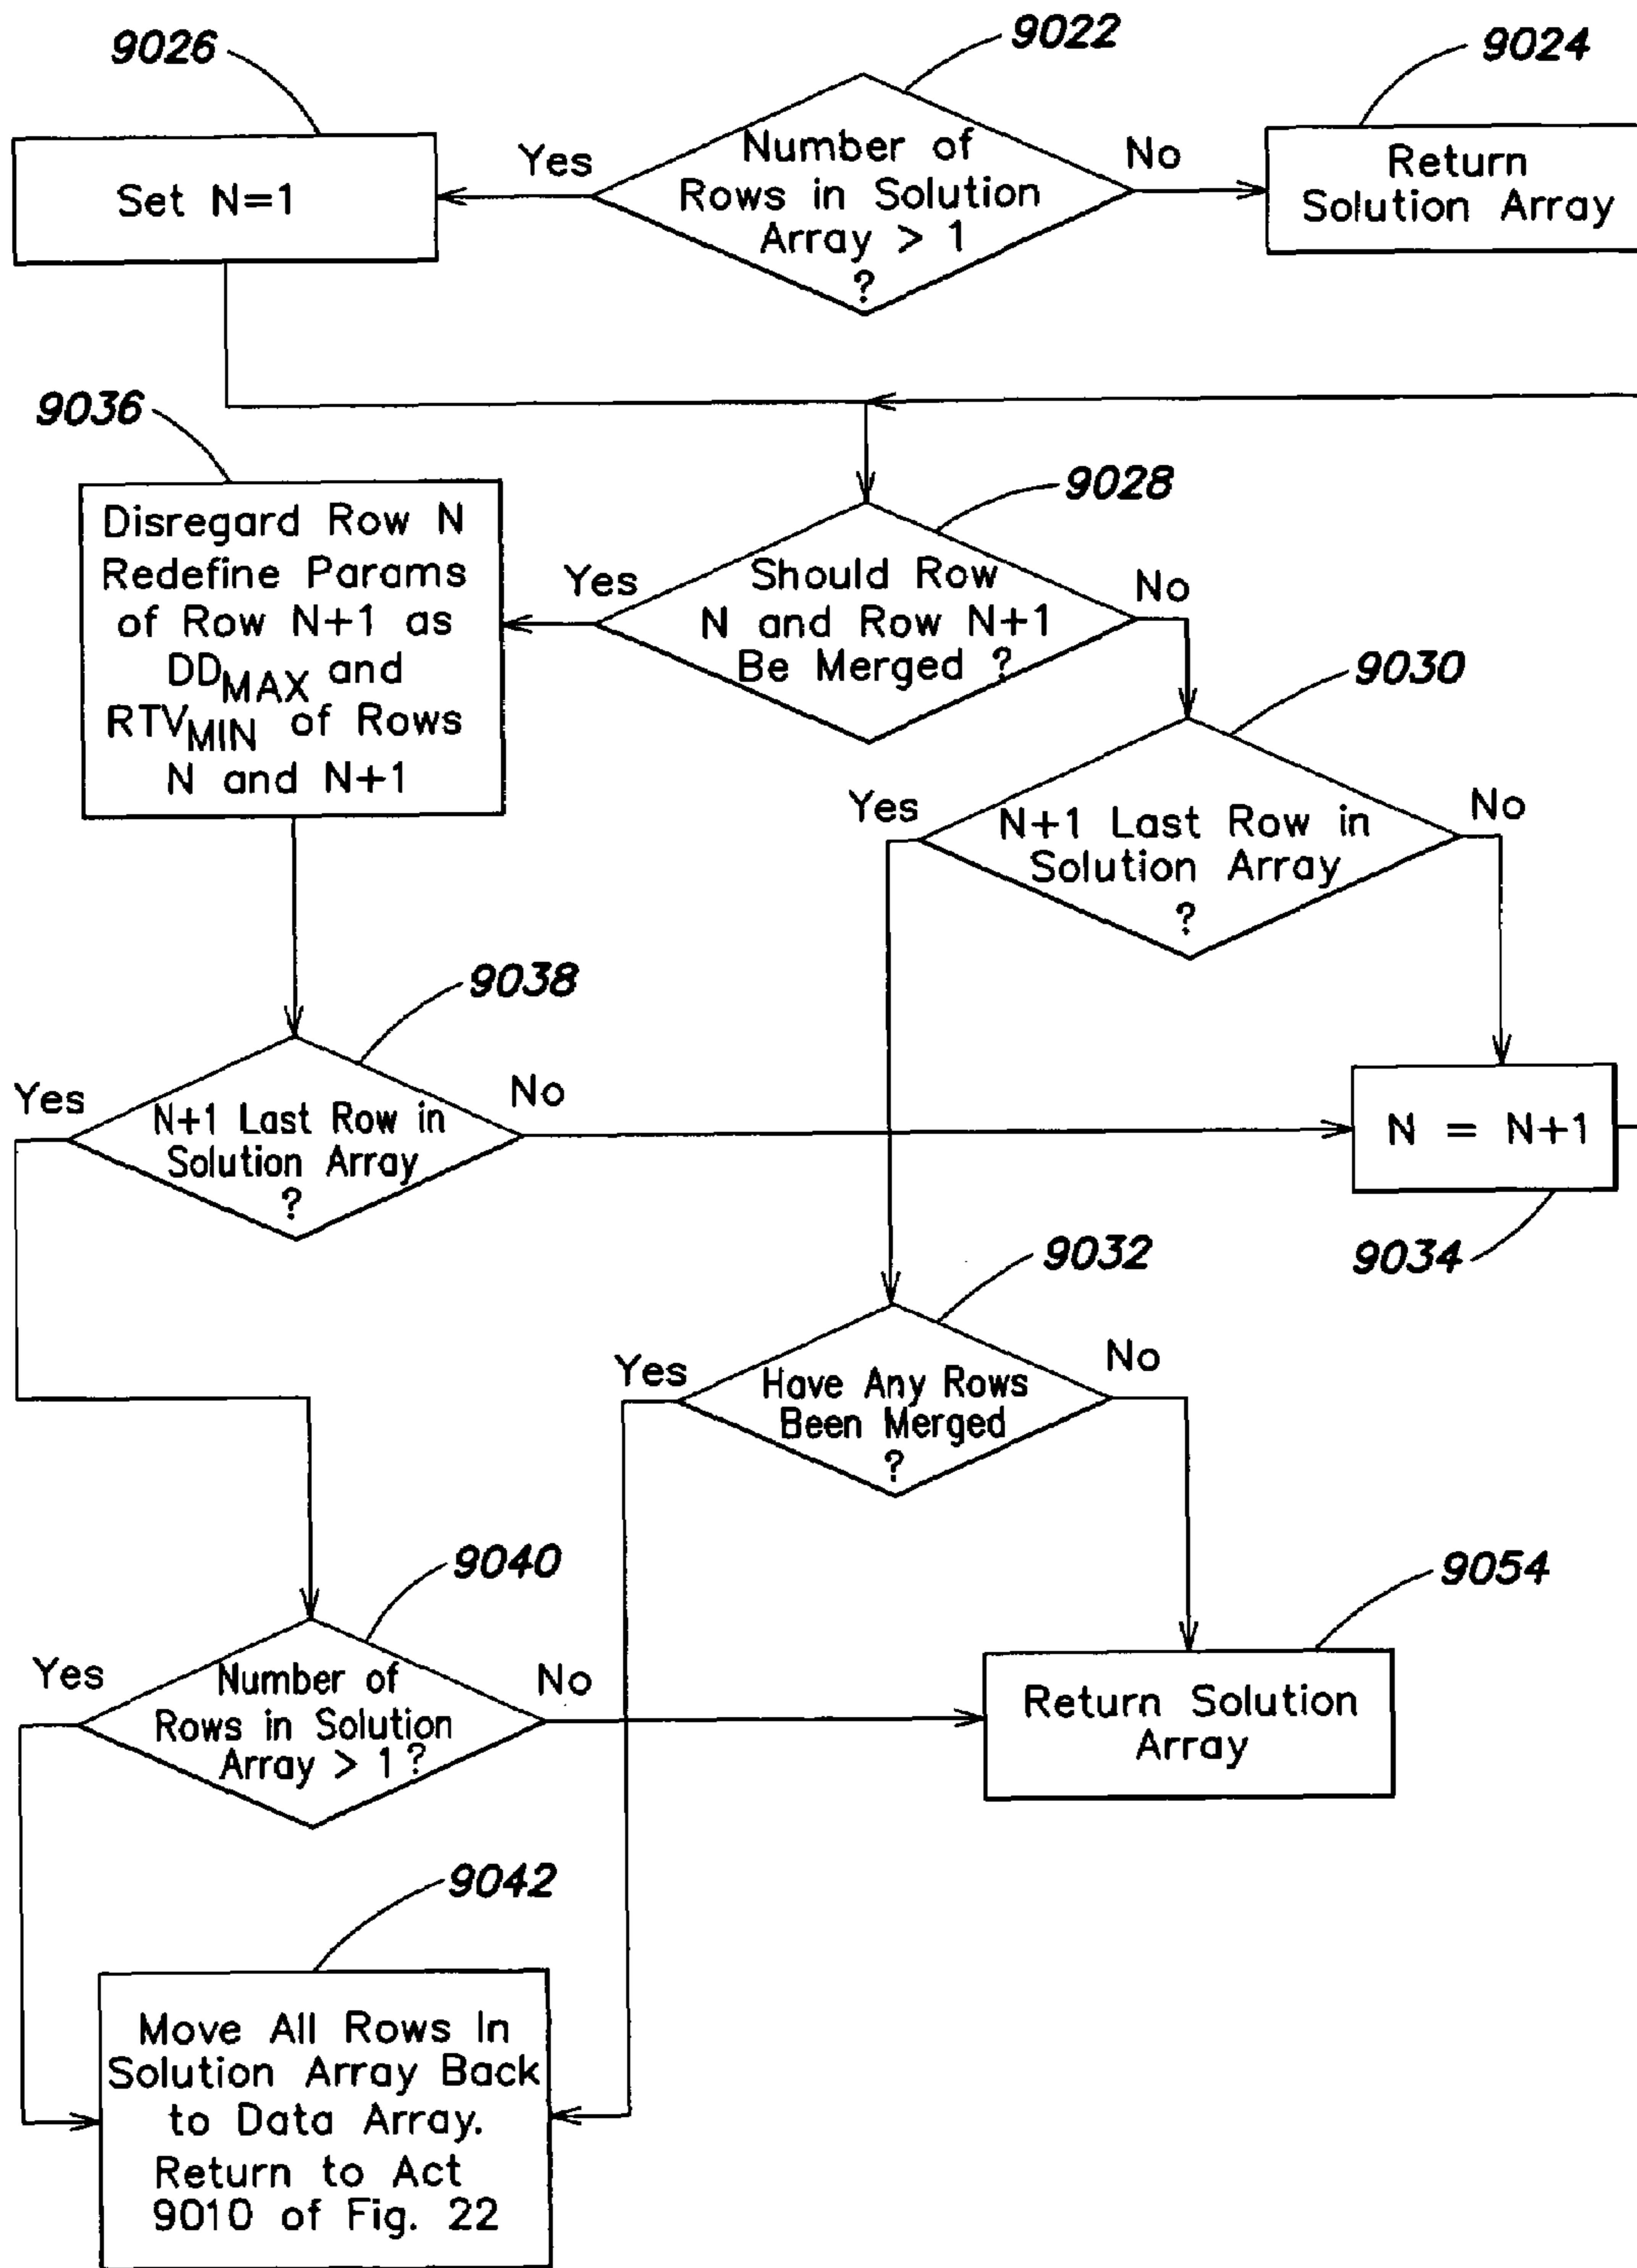 9026
9022
9024
Set N=1
Yes
Number of
Rows in Solution
Array > 1
?
No
Return
Solution Array
9036
9028
Disregard Row N
Redefine Params
of Row N+1 as
DDMAX and
RTVMIN of Rows
N and N+1
Yes
Should Row
N and Row N+1
Be Merged ?
No
9030
Yes
N+1 Last Row in
Solution Array
?
No
9038
Yes
N+1 Last Row in
Solution Array
?
No
N = N+1
9034
9032
Yes
Have Any Rows
Been Merged
?
No
9040
9054
Yes
Number of
Rows in Solution
Array > 1 ?
No
Return Solution
Array
9042
Move All Rows In
Solution Array Back
to Data Array.
Return to Act
9010 of Fig. 22